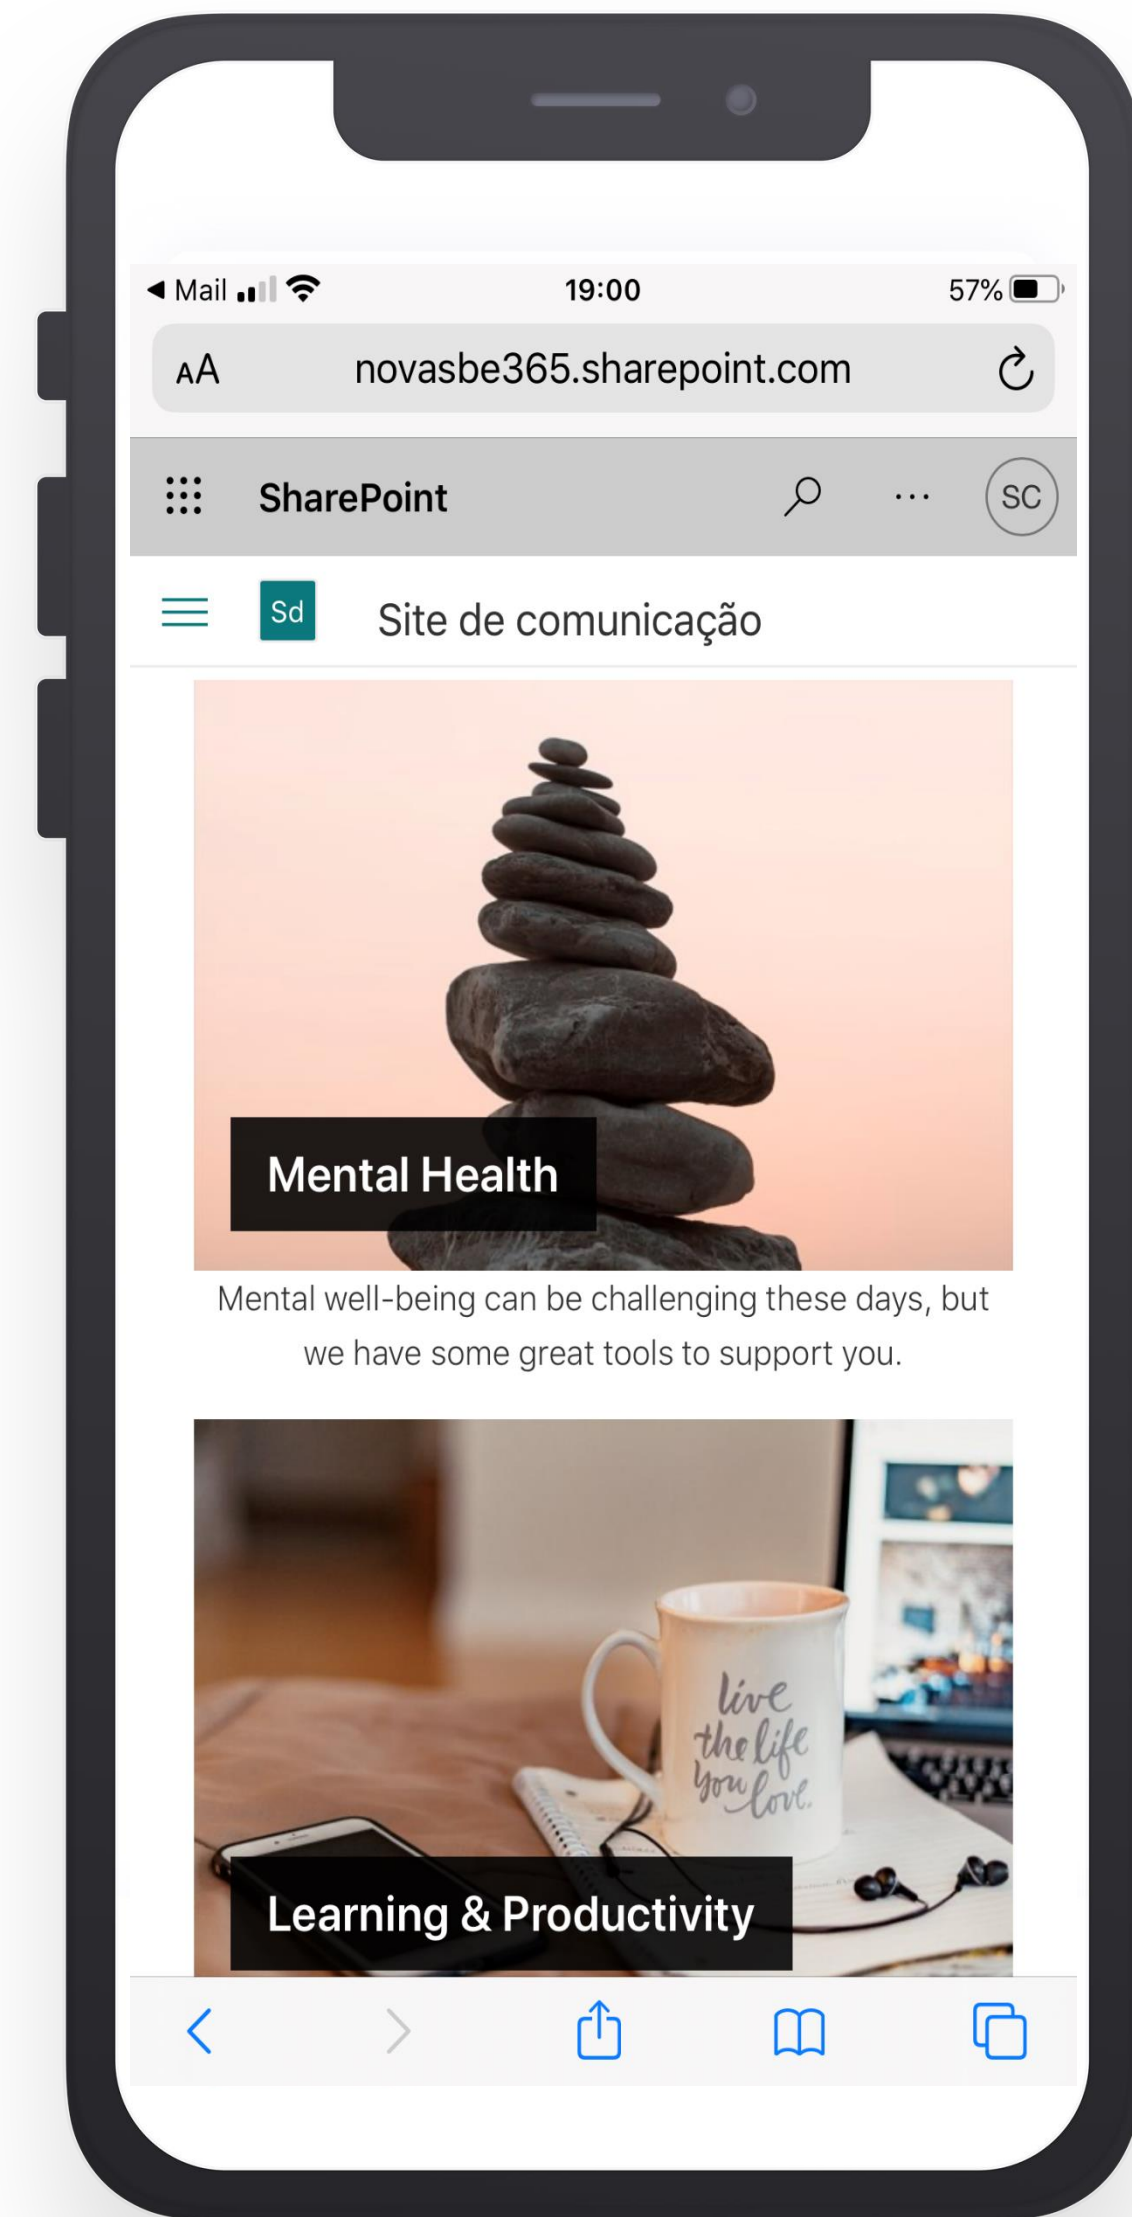 Mail 19:00 57%
AA novasbe365.sharepoint.com
SharePoint SC
Sd Site de comunicação
Mental Health
Mental well-being can be challenging these days, but
we have some great tools to support you.
live
the life
you love.
Learning & Productivity